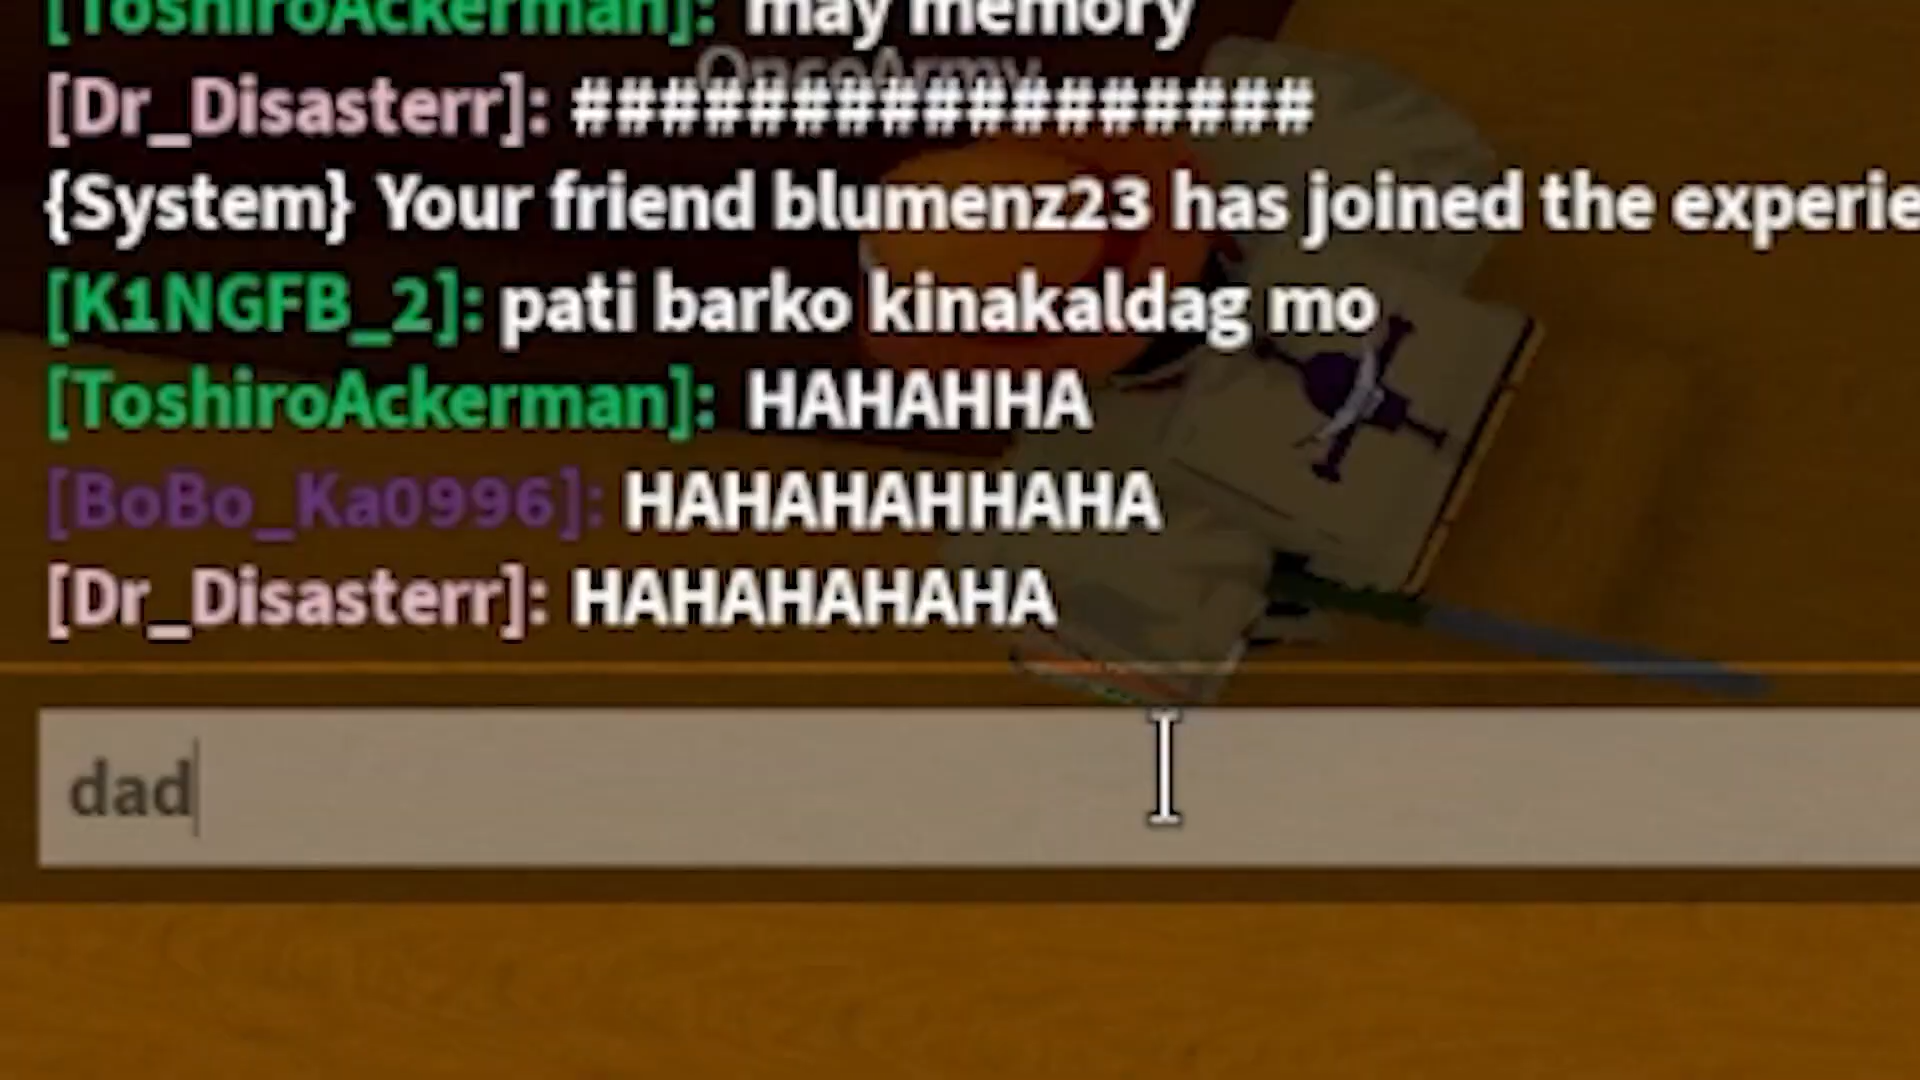 [ToshiroAckerman]: may memory
OnceArmy
[Dr_Disasterr]: #################
{System} Your friend blumenz23 has joined the experie
[K1NGFB_2]: pati barko kinakaldag mo
[ToshiroAckerman]: HAHAHHA
[BoBo_Ka0996]: HAHAHAHHAHA
[Dr_Disasterr]: HAHAHAHAHA
dad